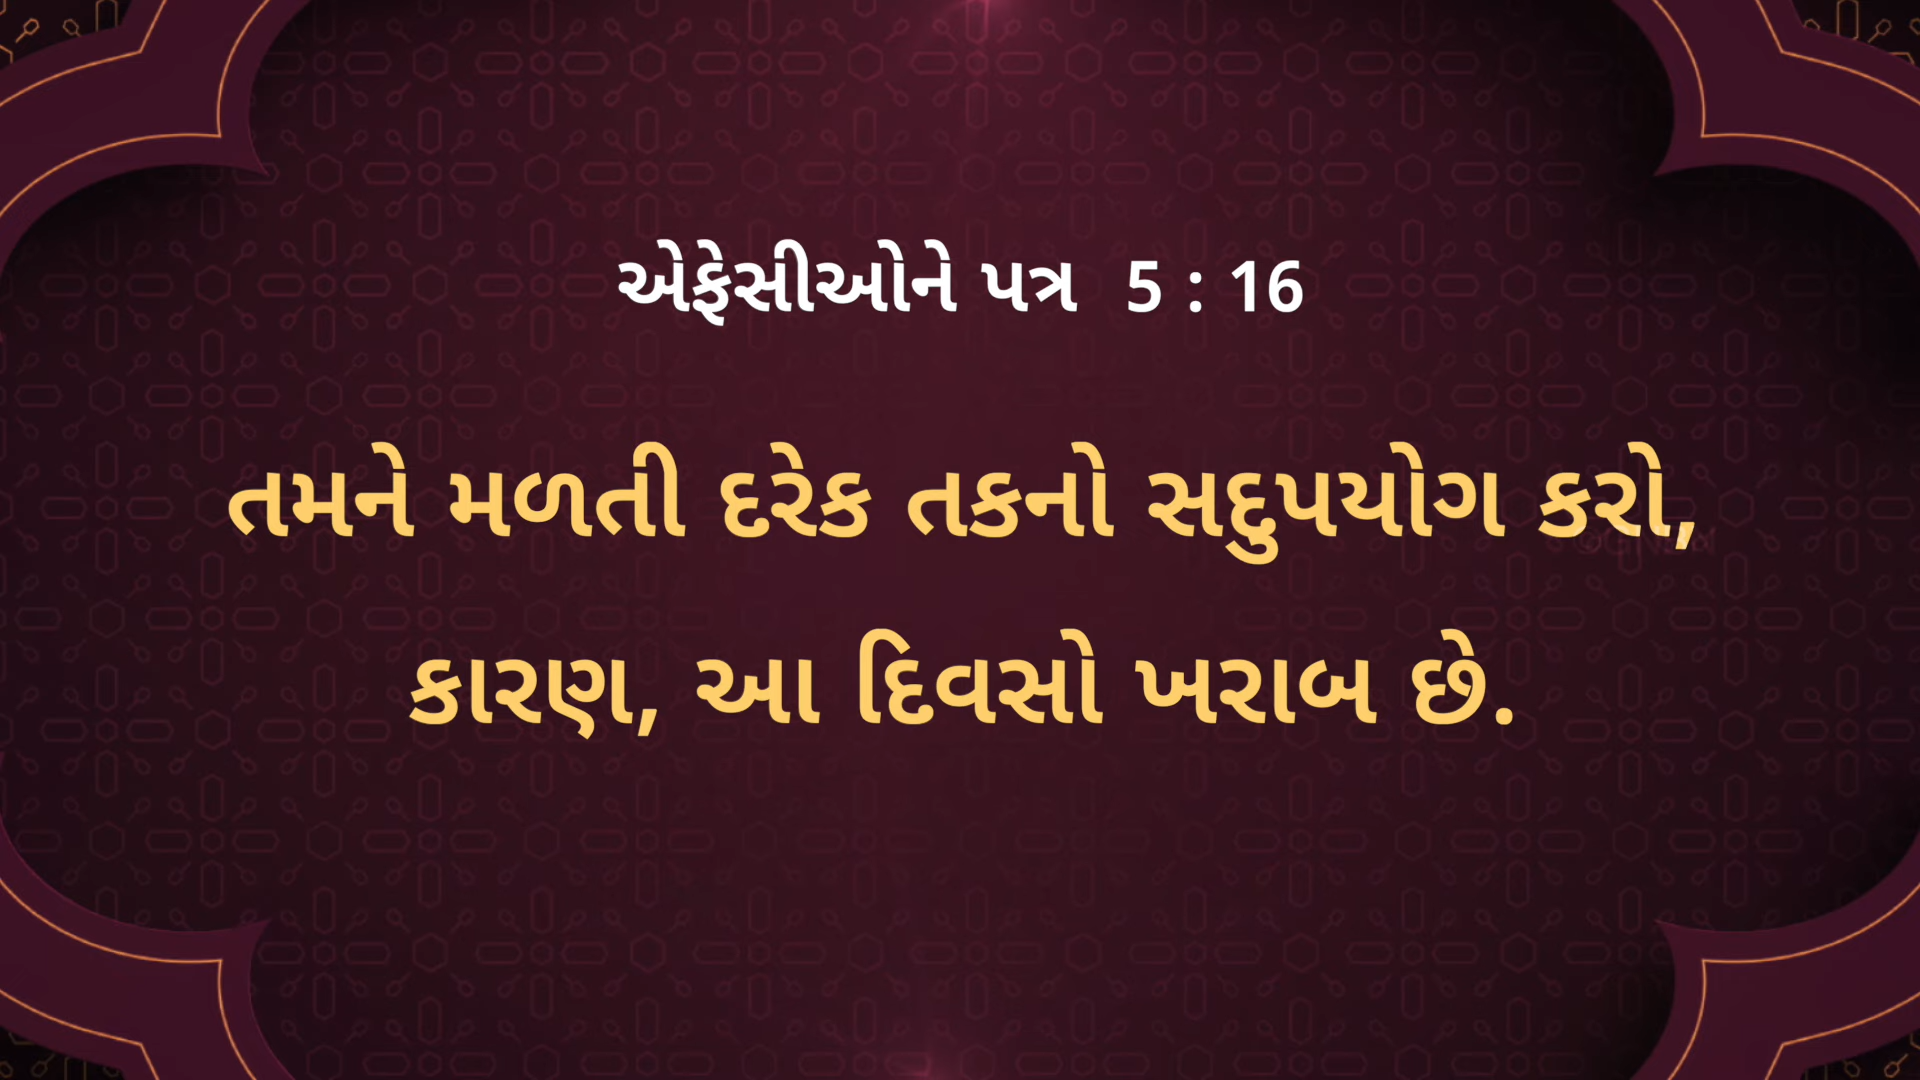 એફેસીઓને પત્ર 5 : 16
તમને મળતી દરેક તકનો સદુપયોગ કરો,
કારણ, આ દિવસો ખરાબ છે.